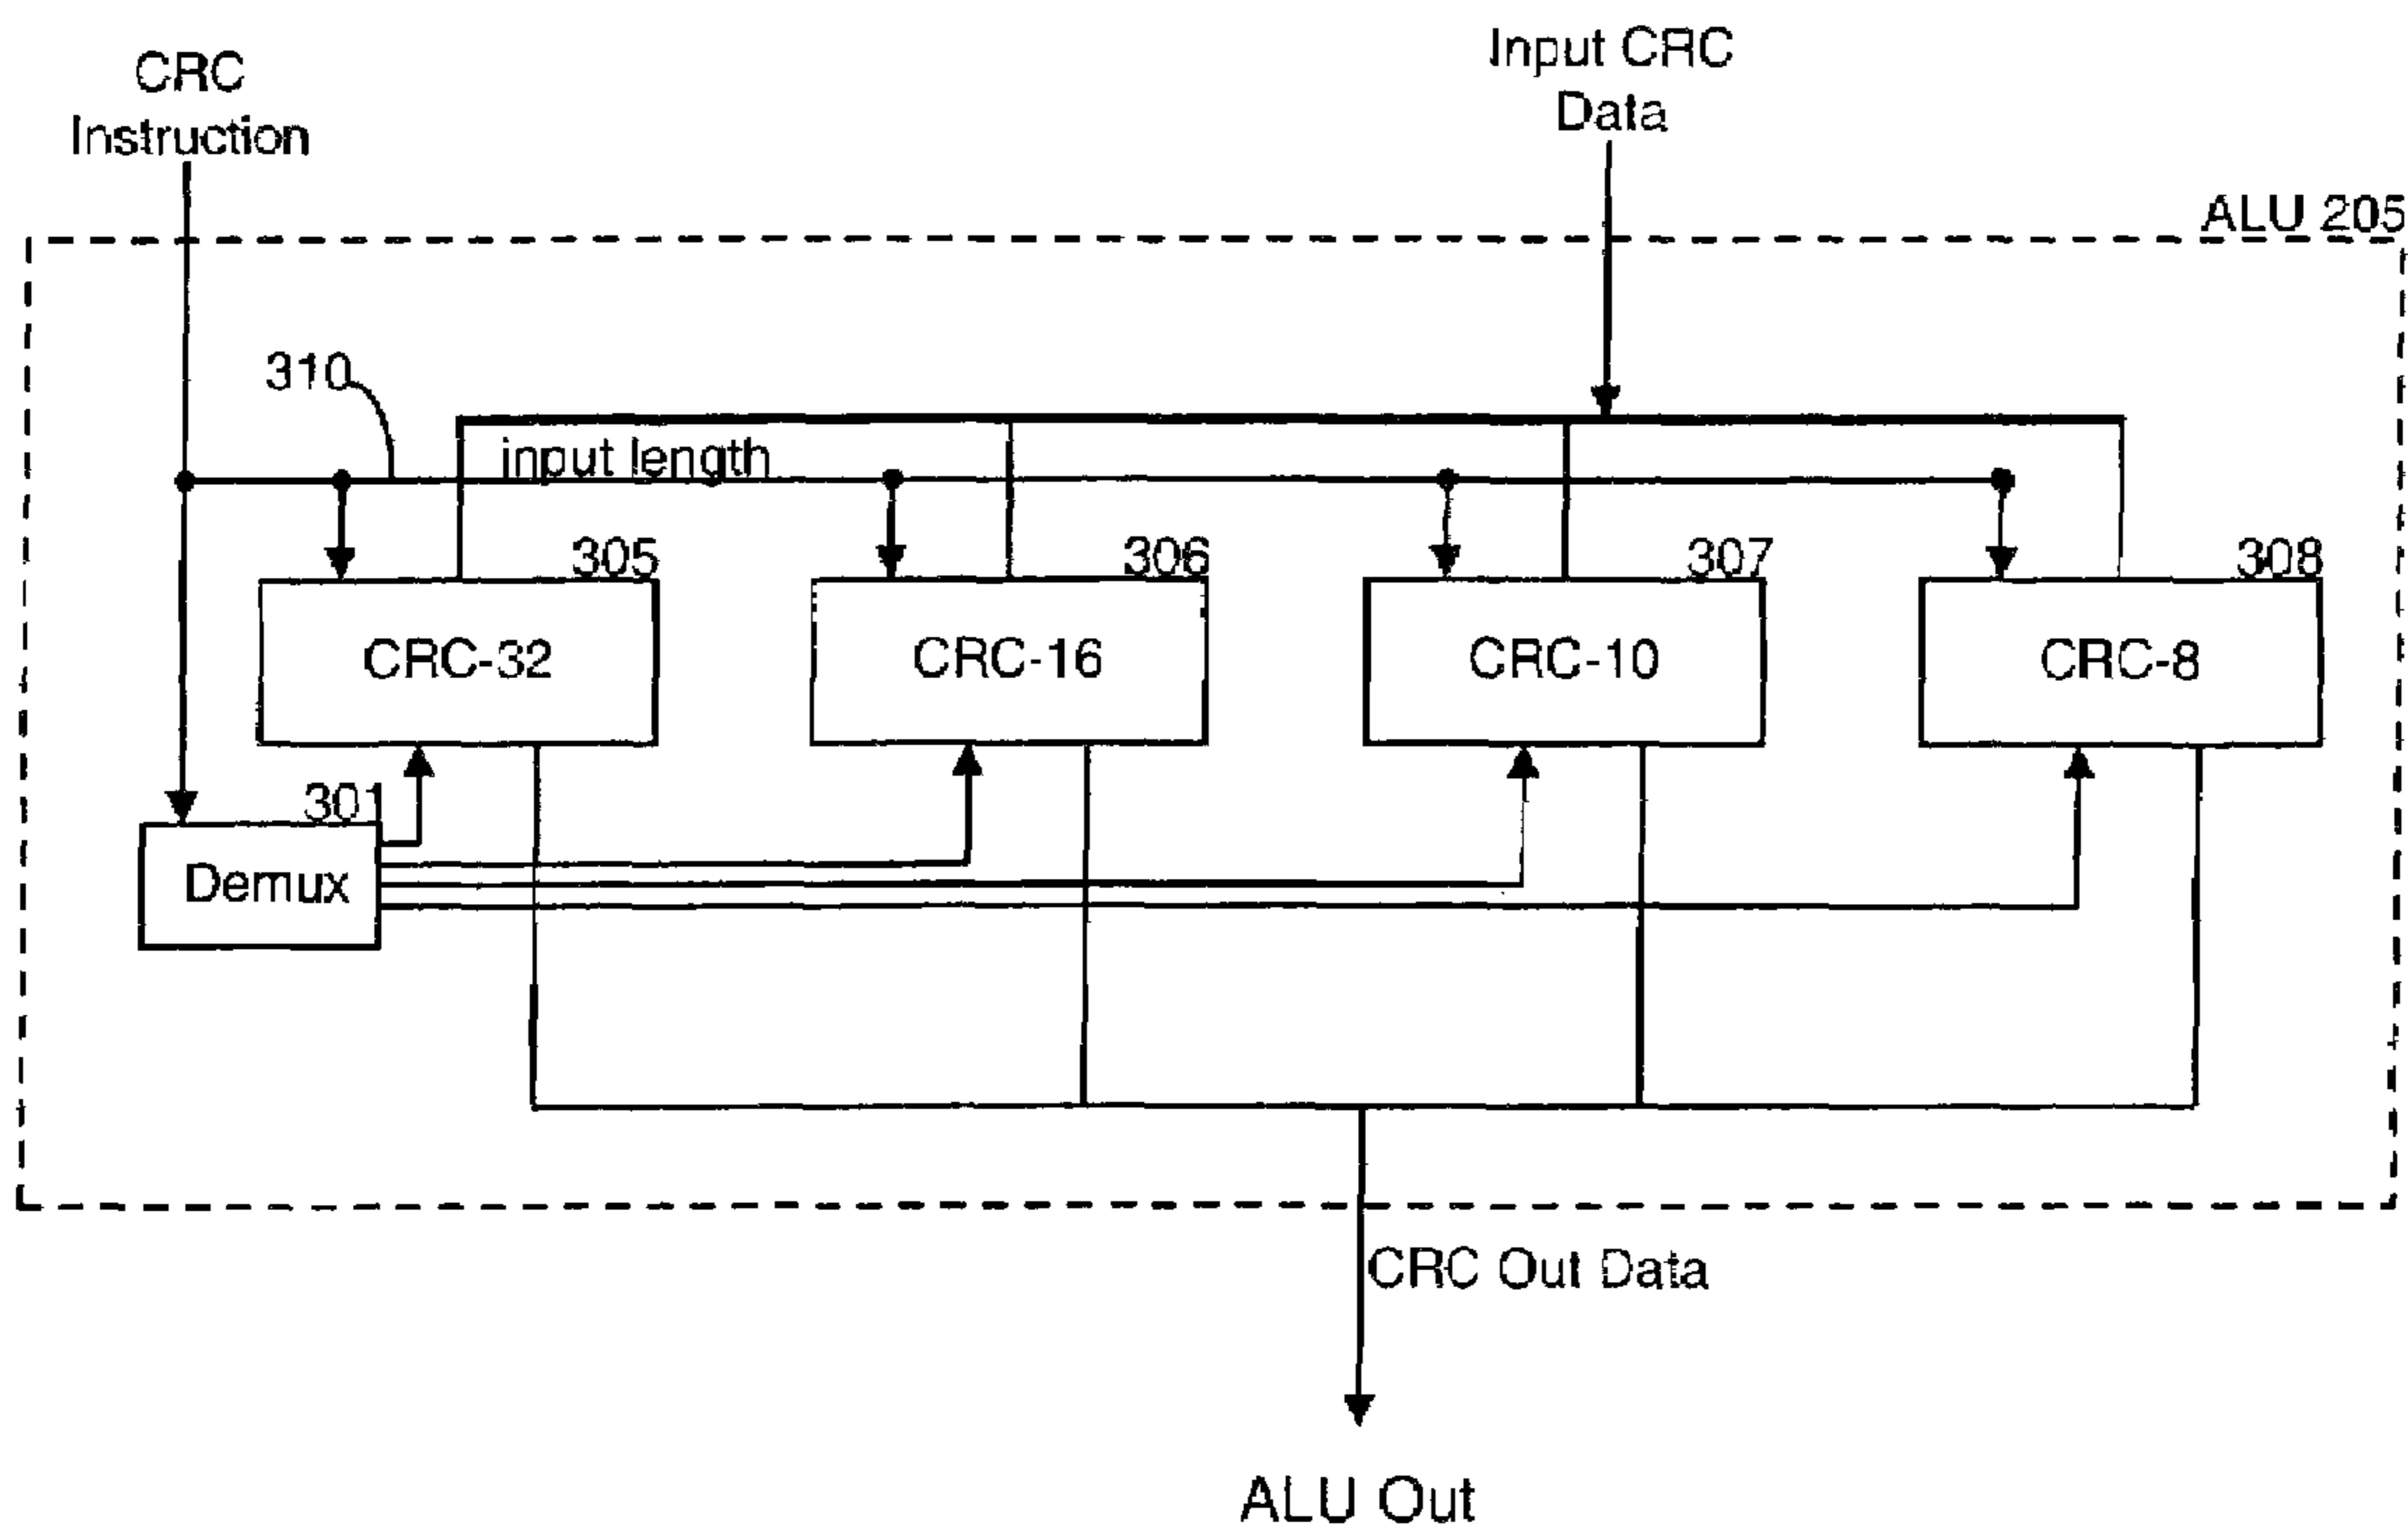 CRC
Instruction
Input CRC
Data
ALU 205
310
input length
305
306
307
308
CRC-32
CRC-16
CRC-10
CRC-8
301
Demux
CRC Out Data
ALU Out